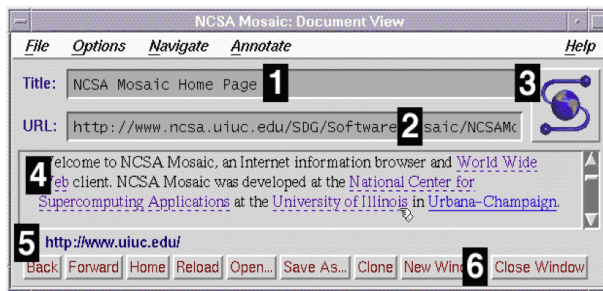 NCSA Mosaic: Document View
File Options Navigate Annotate Help
Title: NCSA Mosaic Home Page 1 3
URL: http://www.ncsa.uiuc.edu/SDG/Software 2 saic/NCSAMo
4 elcome to NCSA Mosaic, an Internet information browser and World Wide
eb client. NCSA Mosaic was developed at the National Center for
Supercomputing Applications at the University of Illinois in Urbana-Champaign.
5 http://www.uiuc.edu/
Back Forward Home Reload Open... Save As... Clone New Wind 6 Close Window